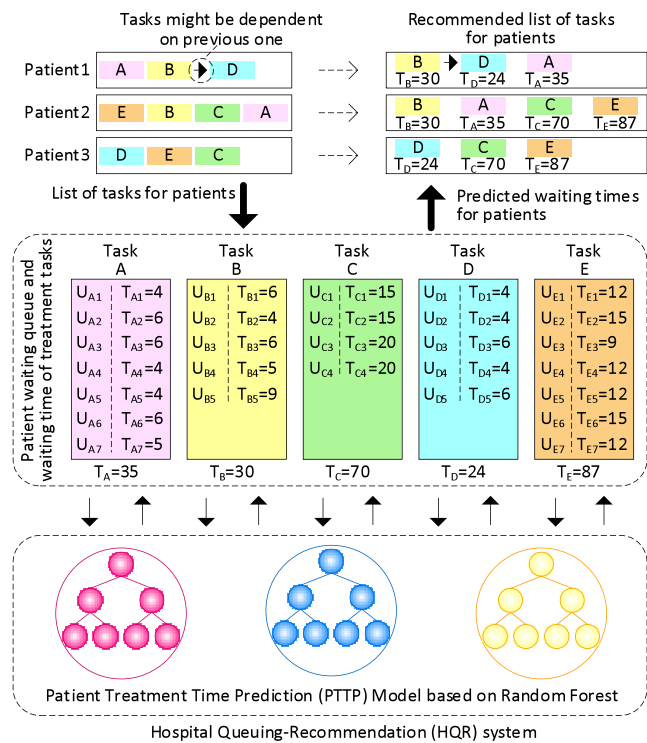 Tasks might be dependent
on previous one
Recommended list of tasks
for patients
Patient1
A B D
B D A
T_B=30 T_D=24 T_A=35
Patient2
E B C A
B A C E
T_B=30 T_A=35 T_C=70 T_E=87
Patient3
D E C
D C E
T_D=24 T_C=70 T_E=87
List of tasks for patients
Predicted waiting times
for patients
Patient waiting queue and
waiting time of treatment tasks
Task
A
U_A1 T_A1=4
U_A2 T_A2=6
U_A3 T_A3=6
U_A4 T_A4=4
U_A5 T_A5=4
U_A6 T_A6=6
U_A7 T_A7=5
T_A=35
Task
B
U_B1 T_B1=6
U_B2 T_B2=4
U_B3 T_B3=6
U_B4 T_B4=5
U_B5 T_B5=9
T_B=30
Task
C
U_C1 T_C1=15
U_C2 T_C2=15
U_C3 T_C3=20
U_C4 T_C4=20
T_C=70
Task
D
U_D1 T_D1=4
U_D2 T_D2=4
U_D3 T_D3=6
U_D4 T_D4=4
U_D5 T_D5=6
T_D=24
Task
E
U_E1 T_E1=12
U_E2 T_E2=15
U_E3 T_E3=9
U_E4 T_E4=12
U_E5 T_E5=12
U_E6 T_E6=15
U_E7 T_E7=12
T_E=87
Patient Treatment Time Prediction (PTTP) Model based on Random Forest
Hospital Queuing-Recommendation (HQR) system